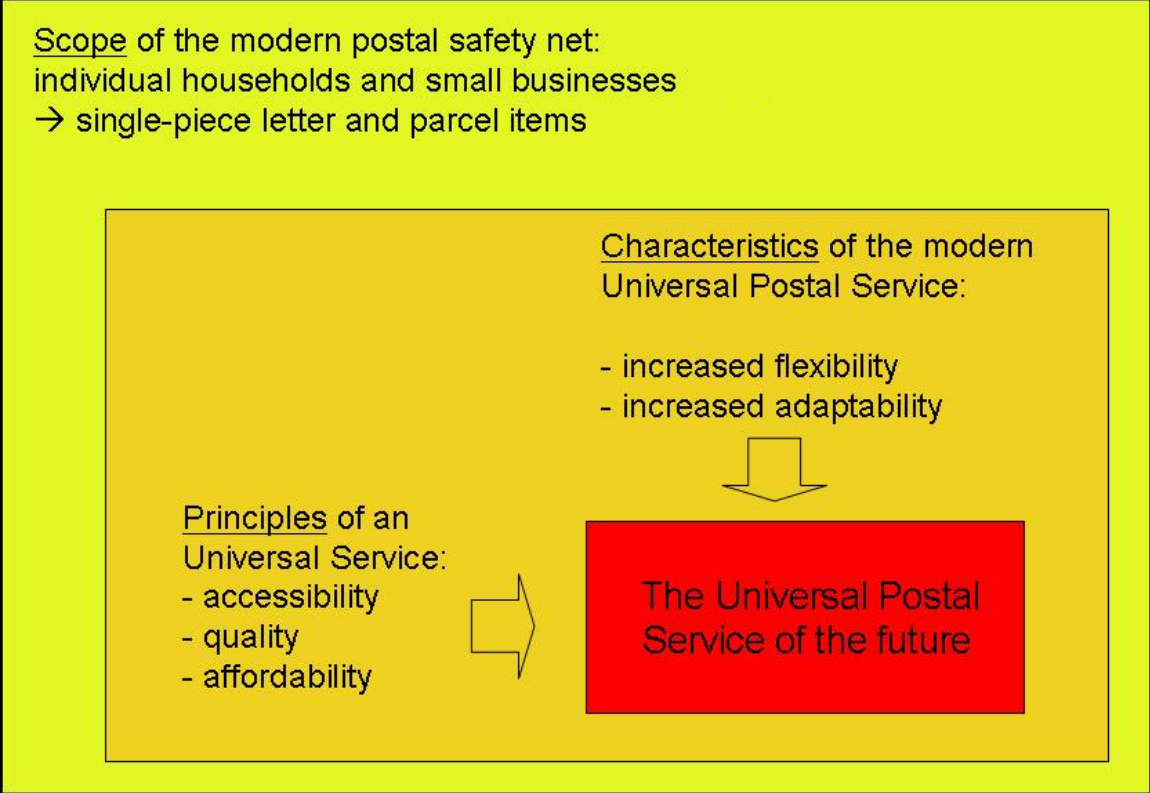 Scope of the modern postal safety net:
individual households and small businesses
→ single-piece letter and parcel items
Characteristics of the modern
Universal Postal Service:
- increased flexibility
- increased adaptability
Principles of an
Universal Service:
- accessibility
- quality
- affordability
The Universal Postal
Service of the future